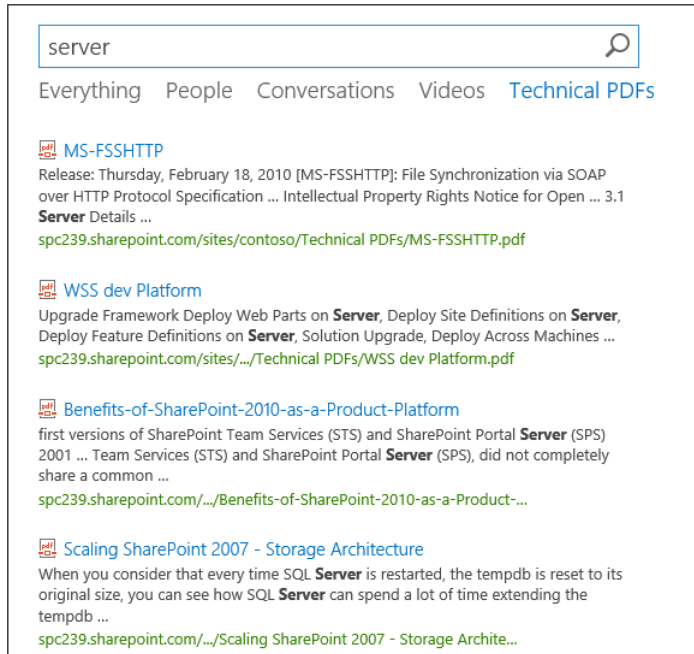 server
Everything People Conversations Videos Technical PDFs
MS-FSSHTTP
Release: Thursday, February 18, 2010 [MS-FSSHTTP]: File Synchronization via SOAP
over HTTP Protocol Specification ... Intellectual Property Rights Notice for Open ... 3.1
Server Details ...
spc239.sharepoint.com/sites/contoso/Technical PDFs/MS-FSSHTTP.pdf
WSS dev Platform
Upgrade Framework Deploy Web Parts on Server, Deploy Site Definitions on Server,
Deploy Feature Definitions on Server, Solution Upgrade, Deploy Across Machines ...
spc239.sharepoint.com/sites/.../Technical PDFs/WSS dev Platform.pdf
Benefits-of-SharePoint-2010-as-a-Product-Platform
first versions of SharePoint Team Services (STS) and SharePoint Portal Server (SPS)
2001 ... Team Services (STS) and SharePoint Portal Server (SPS), did not completely
share a common ...
spc239.sharepoint.com/.../Benefits-of-SharePoint-2010-as-a-Product-...
Scaling SharePoint 2007 - Storage Architecture
When you consider that every time SQL Server is restarted, the tempdb is reset to its
original size, you can see how SQL Server can spend a lot of time extending the
tempdb ...
spc239.sharepoint.com/.../Scaling SharePoint 2007 - Storage Archite...